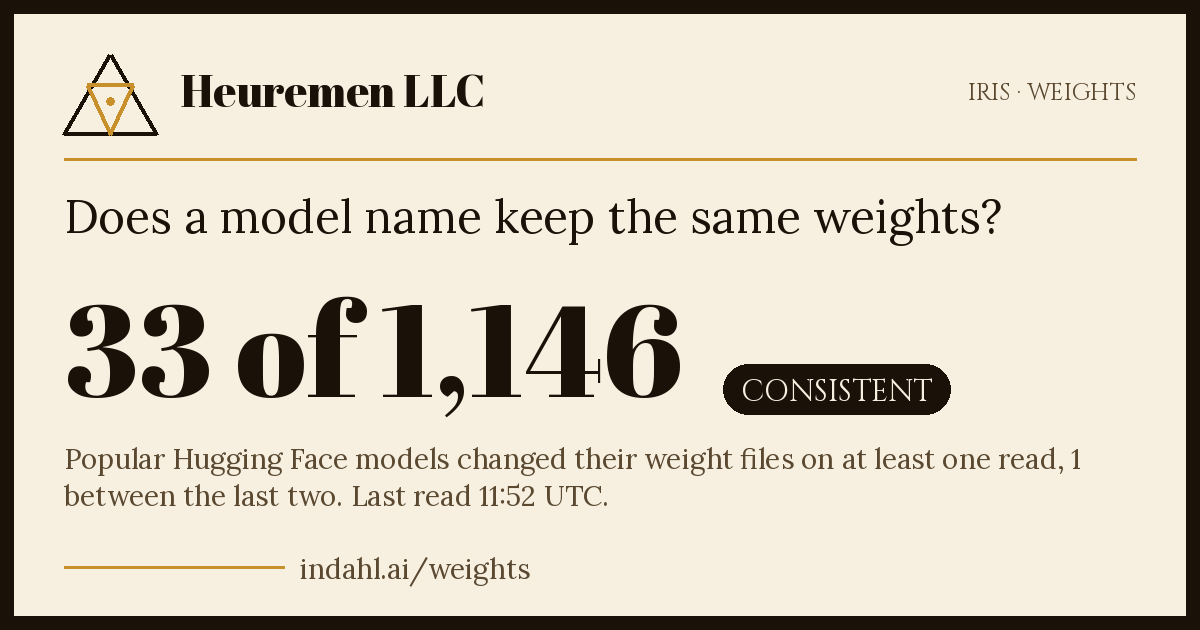 Heuremen LLC
IRIS · WEIGHTS
Does a model name keep the same weights?
33 of 1,146
CONSISTENT
Popular Hugging Face models changed their weight files on at least one read, 1
between the last two. Last read 11:52 UTC.
indahl.ai/weights